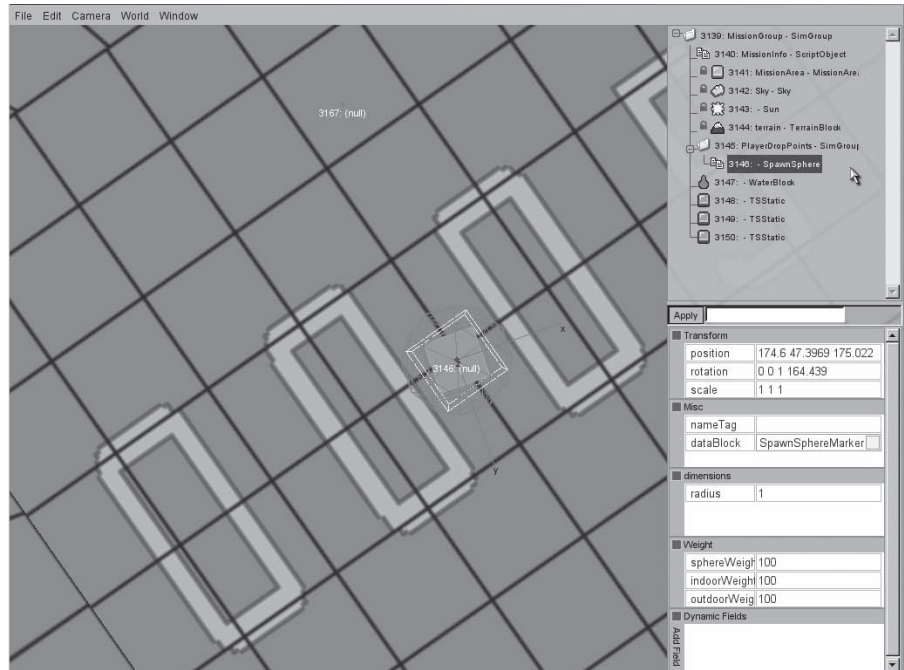 File Edit Camera World Window
3167: (null)
x
3146: (null)
y
3139: MissionGroup - SimGroup
3140: MissionInfo - ScriptObject
3141: MissionArea - MissionArea
3142: Sky - Sky
3143: - Sun
3144: terrain - TerrainBlock
3145: PlayerDropPoints - SimGroup
3146: - SpawnSphere
3147: - WaterBlock
3148: - TSStatic
3149: - TSStatic
3150: - TSStatic
Apply
Transform
position 174.6 47.3969 175.022
rotation 0 0 1 164.439
scale 1 1 1
Misc
nameTag
dataBlock SpawnSphereMarker
dimensions
radius 1
Weight
sphereWeigh 100
indoorWeight 100
outdoorWeig 100
Dynamic Fields
Add Field